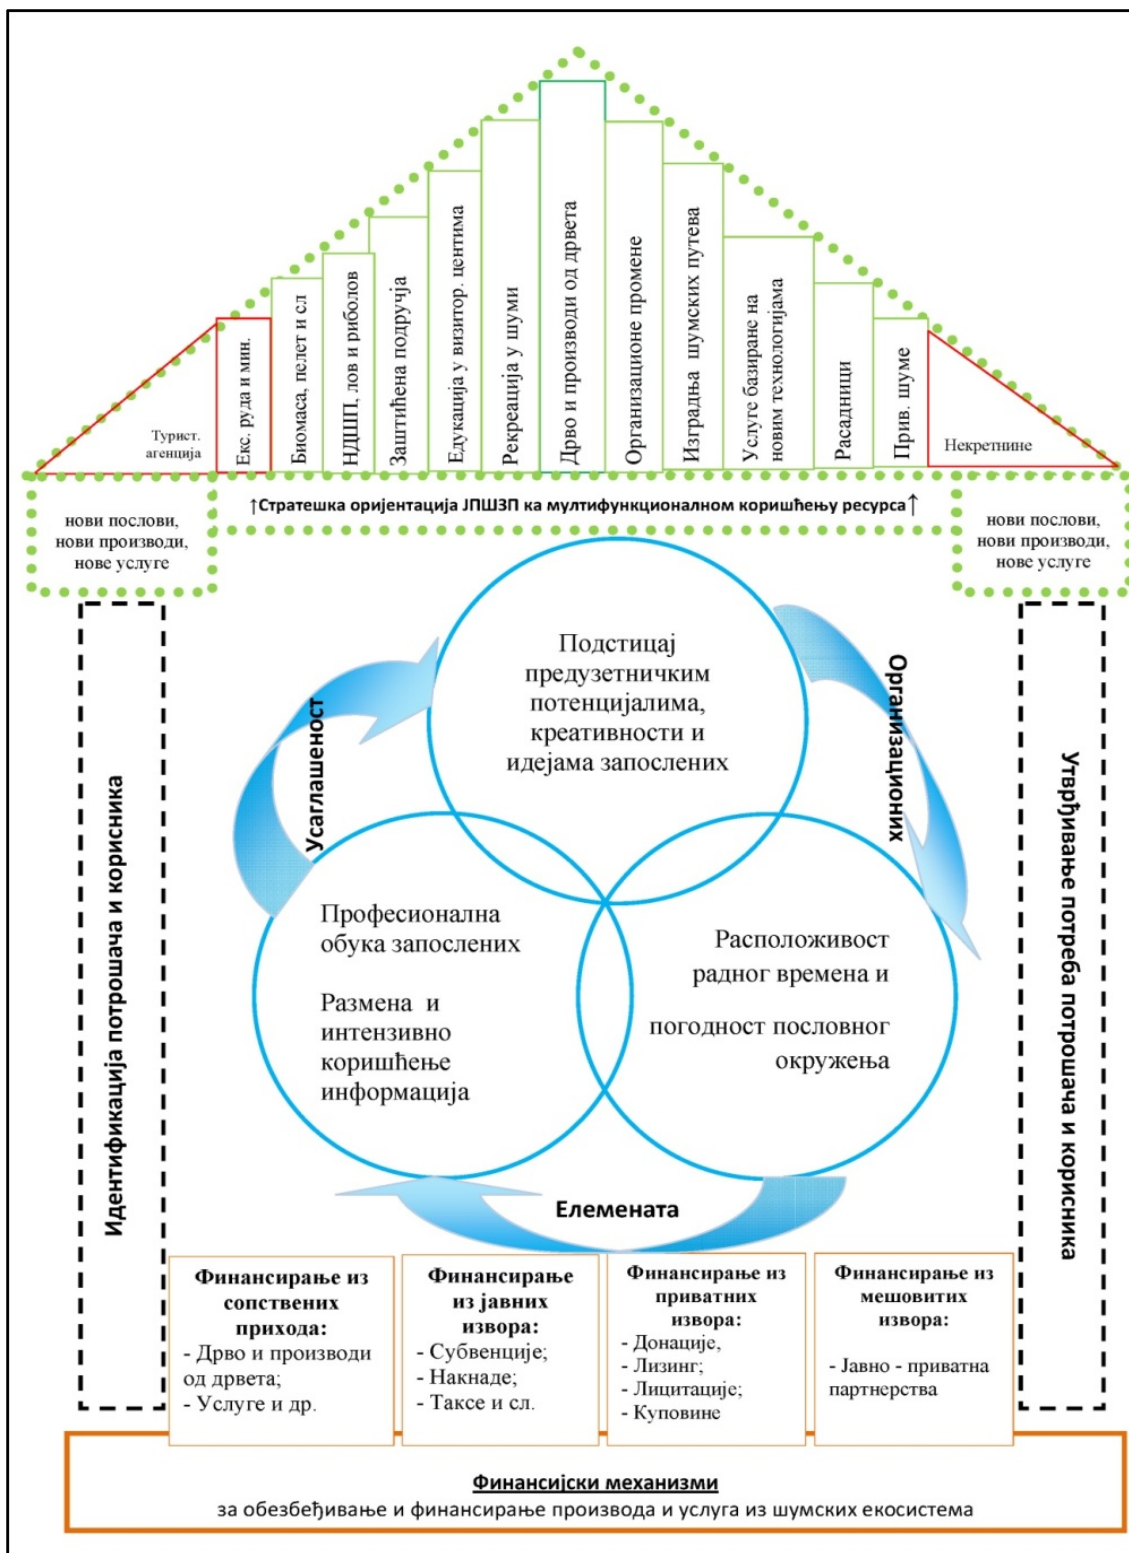 Турист.
агенција
Екс. руда и мин.
Биомаса, пелет и сл
НДШП, лов и риболов
Заштићена подручја
Едукација у визитор. центима
Рекреација у шуми
Дрво и производи од дрвета
Организационе промене
Изградња шумских путева
Услуге базиране на
новим технологијама
Расадници
Прив. шуме
Некретнине
↑Стратешка оријентација ЈПШЗП ка мултифункционалном коришћењу ресурса↑
нови послови,
нови производи,
нове услуге
нови послови,
нови производи,
нове услуге
Идентификација потрошача и корисника
Усаглашеност
Подстицај
предузетничким
потенцијалима,
креативности и
идејама запослених
Организационих
Утврђивање потреба потрошача и корисника
Професионална
обука запослених
Размена и
интензивно
коришћење
информација
Расположивост
радног времена и
погодност пословног
окружења
Елемената
Финансирање из
сопствених
прихода:
- Дрво и производи
од дрвета;
- Услуге и др.
Финансирање
из јавних
извора:
- Субвенције;
- Накнаде;
- Таксе и сл.
Финансирање из
приватних
извора:
- Донације,
- Лизинг;
- Лицитације;
- Куповине
Финансирање из
мешовитих
извора:
- Јавно - приватна
партнерства
Финансијски механизми
за обезбеђивање и финансирање производа и услуга из шумских екосистема